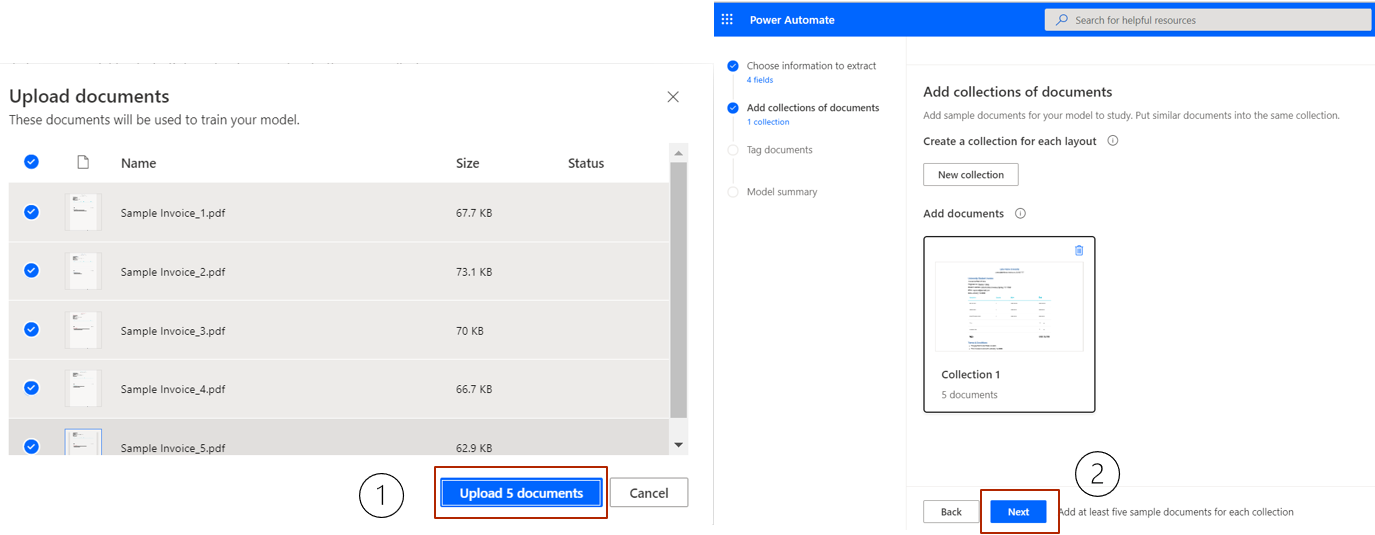 Upload documents
These documents will be used to train your model.
Name Size Status
Sample Invoice_1.pdf 67.7 KB
Sample Invoice_2.pdf 73.1 KB
Sample Invoice_3.pdf 70 KB
Sample Invoice_4.pdf 66.7 KB
Sample Invoice_5.pdf 62.9 KB
1
Upload 5 documents
Cancel
Power Automate
Search for helpful resources
Choose information to extract
4 fields
Add collections of documents
1 collection
Tag documents
Model summary
Add collections of documents
Add sample documents for your model to study. Put similar documents into the same collection.
Create a collection for each layout
New collection
Add documents
Collection 1
5 documents
2
Back
Next
dd at least five sample documents for each collection